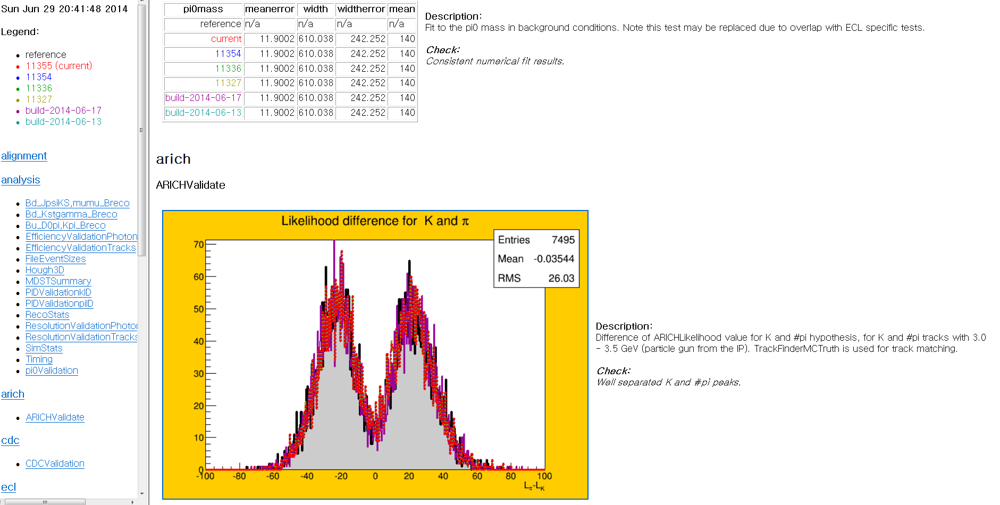 Sun Jun 29 20:41:48 2014
Legend:
reference
11355 (current)
11354
11336
11327
build-2014-06-17
build-2014-06-13
alignment
analysis
Bd_JpsiKS,mumu_Breco
Bd_Kstgamma_Breco
Bu_D0pi,Kpi_Breco
EfficiencyValidationPhoton
EfficiencyValidationTracks
FileEventSizes
Hough3D
MDSTSummary
PIDValidationkID
PIDValidationpiID
RecoStats
ResolutionValidationPhoton
ResolutionValidationTracks
SimStats
Timing
pi0Validation
arich
ARICHValidate
cdc
CDCValidation
ecl
pi0mass meanerror width widtherror mean
reference n/a n/a n/a n/a
current 11.9002 610.038 242.252 140
11354 11.9002 610.038 242.252 140
11336 11.9002 610.038 242.252 140
11327 11.9002 610.038 242.252 140
build-2014-06-17 11.9002 610.038 242.252 140
build-2014-06-13 11.9002 610.038 242.252 140
Description:
Fit to the pi0 mass in background conditions. Note this test may be replaced due to overlap with ECL specific tests.
Check:
Consistent numerical fit results.
arich
ARICHValidate
Likelihood difference for K and π
Entries 7495
Mean -0.03544
RMS 26.03
70
60
50
40
30
20
10
0
-100 -80 -60 -40 -20 0 20 40 60 80 100
Lπ-LK
Description:
Difference of ARICHLikelihood value for K and #pi hypothesis, for K and #pi tracks with 3.0
- 3.5 GeV (particle gun from the IP). TrackFinderMCTruth is used for track matching.
Check:
Well separated K and #pi peaks.